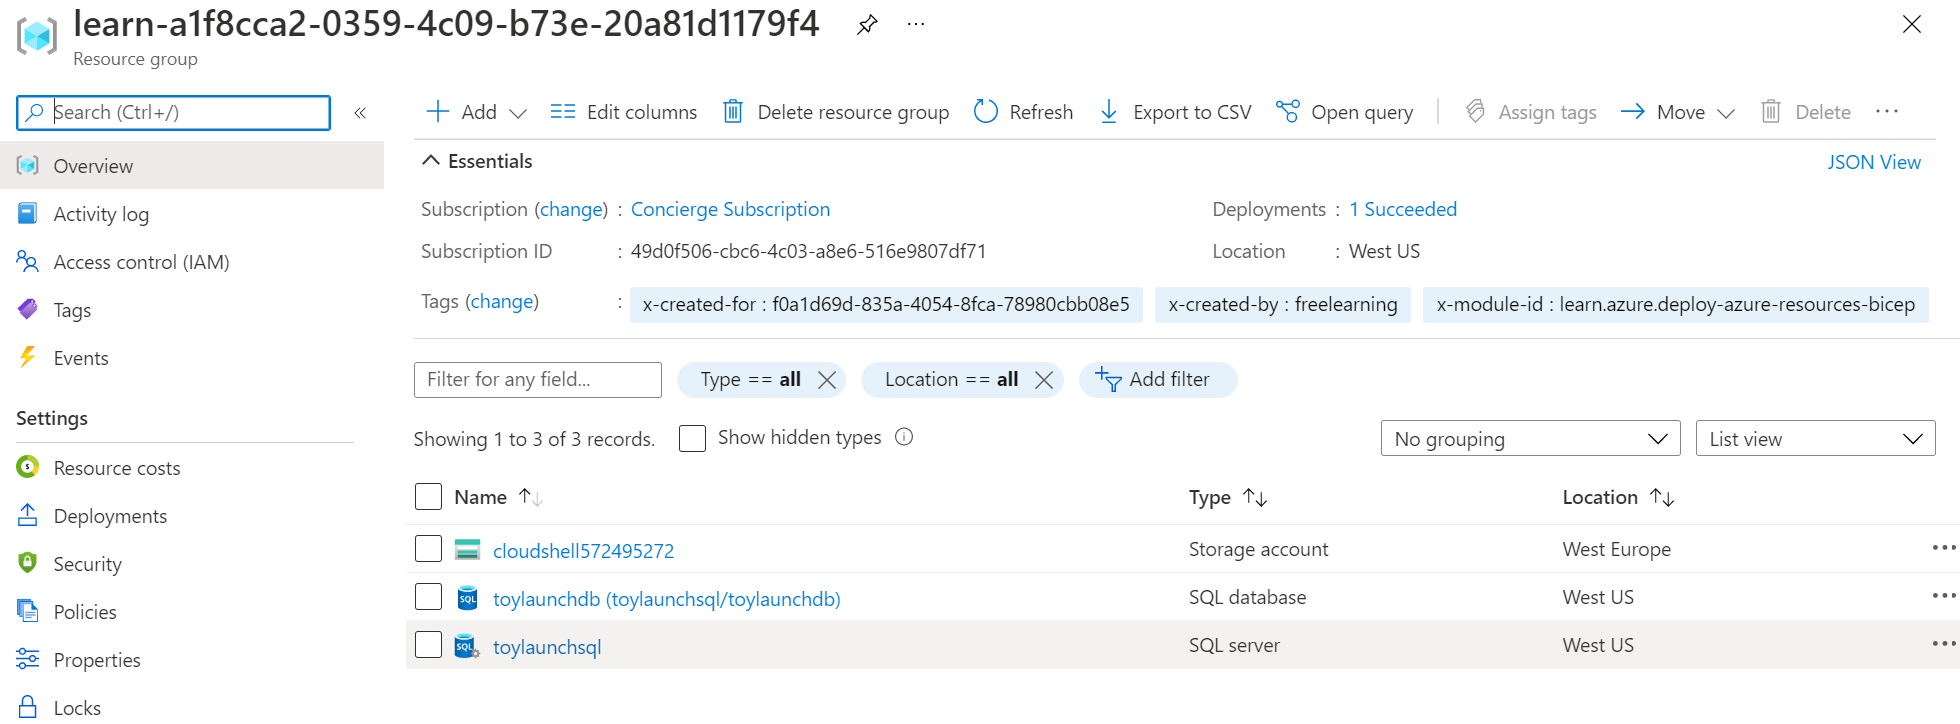 learn-a1f8cca2-0359-4c09-b73e-20a81d1179f4
Resource group
Search (Ctrl+/)
Overview
Activity log
Access control (IAM)
Tags
Events
Settings
Resource costs
Deployments
Security
Policies
Properties
Locks
Add Edit columns Delete resource group Refresh Export to CSV Open query Assign tags Move Delete
Essentials JSON View
Subscription (change) : Concierge Subscription Deployments : 1 Succeeded
Subscription ID : 49d0f506-cbc6-4c03-a8e6-516e9807df71 Location : West US
Tags (change) : x-created-for : f0a1d69d-835a-4054-8fca-78980cbb08e5 x-created-by : freelearning x-module-id : learn.azure.deploy-azure-resources-bicep
Filter for any field... Type == all Location == all Add filter
Showing 1 to 3 of 3 records. Show hidden types No grouping List view
Name Type Location
cloudshell572495272 Storage account West Europe
SQL toylaunchdb (toylaunchsql/toylaunchdb) SQL database West US
SQL toylaunchsql SQL server West US